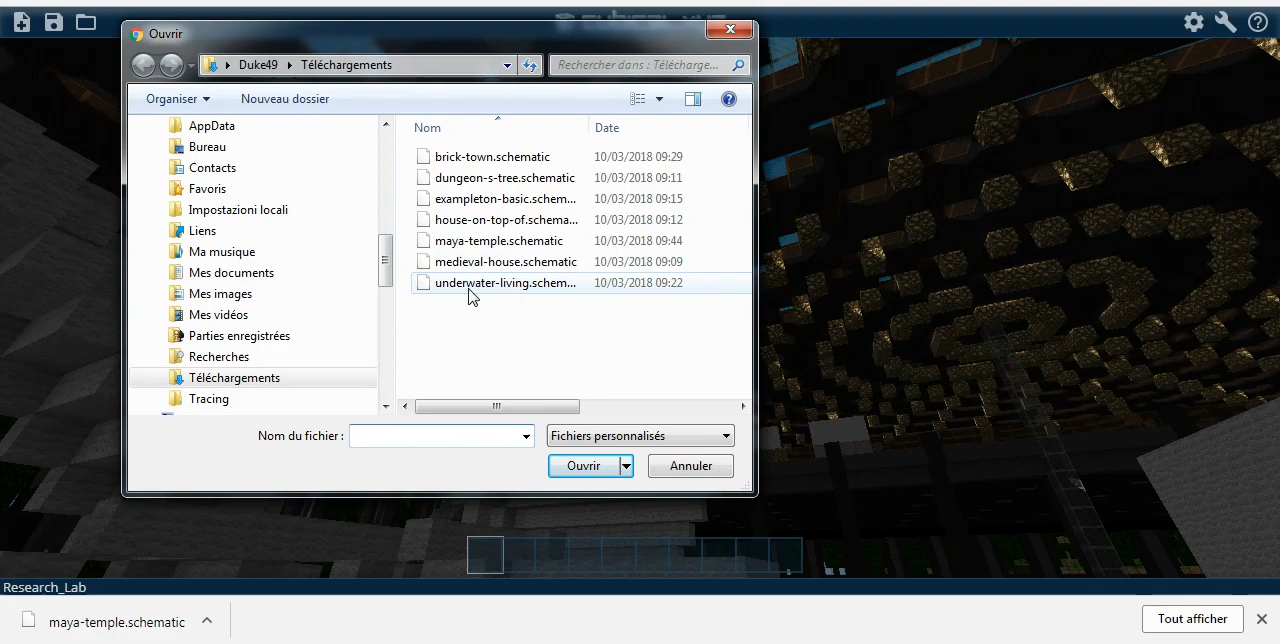 Ouvrir
Duke49 Téléchargements
Rechercher dans : Télécharge...
Organiser
Nouveau dossier
AppData
Bureau
Contacts
Favoris
Impostazioni locali
Liens
Ma musique
Mes documents
Mes images
Mes vidéos
Parties enregistrées
Recherches
Téléchargements
Tracing
Nom Date
brick-town.schematic 10/03/2018 09:29
dungeon-s-tree.schematic 10/03/2018 09:11
exampleton-basic.schem... 10/03/2018 09:15
house-on-top-of.schema... 10/03/2018 09:12
maya-temple.schematic 10/03/2018 09:44
medieval-house.schematic 10/03/2018 09:09
underwater-living.schem... 10/03/2018 09:22
Nom du fichier :
Fichiers personnalisés
Ouvrir
Annuler
Research_Lab
maya-temple.schematic
Tout afficher